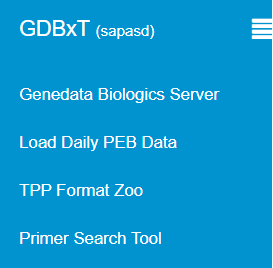 GDBxT (sapasd)
Genedata Biologics Server
Load Daily PEB Data
TPP Format Zoo
Primer Search Tool